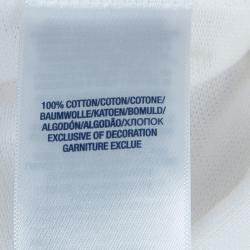 100% COTTON/COTON/COTONE/
BAUMWOLLE/KATOEN/BOMULD/
ALGODÓN/ALGODÃO/ХЛОПОК
EXCLUSIVE OF DECORATION
GARNITURE EXCLUE